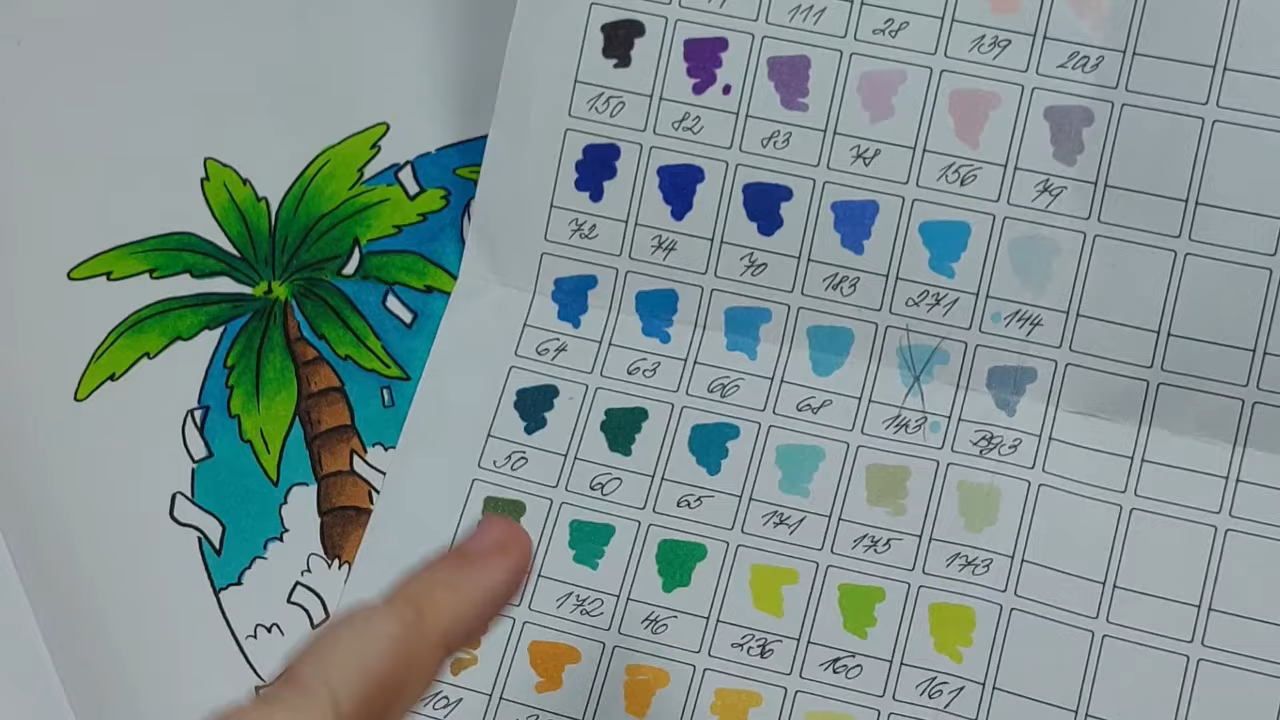 111 28 139 203
150 82 83 78 156 79
72 74 70 183 271 144
64 63 66 68 143 Bg3
50 60 65 171 175 173
172 46 236 160 161
101